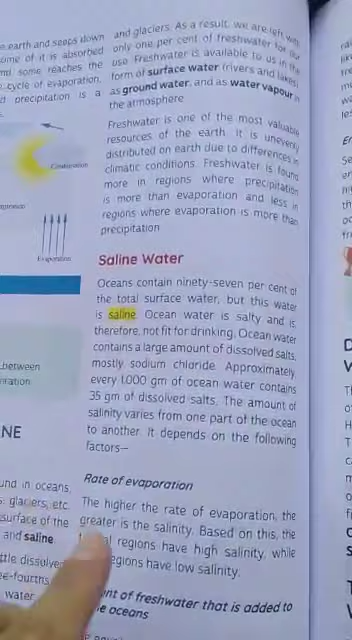 e earth and seeps down
ome of it is absorbed
nd some reaches the
cycle of evaporation,
d precipitation is a
Condensation
Evaporation
between
NE
und in oceans,
glaciers, etc.
surface of the
and saline
ttle dissolve
ee-fourths
water
and glaciers. As a result, we are left with
only one per cent of freshwater for our
use. Freshwater is available to us in the
form of surface water (rivers and lakes)
as ground water, and as water vapour in
the atmosphere
Freshwater is one of the most valuable
resources of the earth. It is unevenly
distributed on earth due to differences in
climatic conditions. Freshwater is found
more in regions where precipitation
is more than evaporation and less in
regions where evaporation is more than
precipitation
Saline Water
Oceans contain ninety-seven per cent of
the total surface water, but this water
is saline. Ocean water is salty and is,
therefore, not fit for drinking. Ocean water
contains a large amount of dissolved salts,
mostly sodium chloride. Approximately
every 1,000 gm of ocean water contains
35 gm of dissolved salts. The amount of
salinity varies from one part of the ocean
to another. It depends on the following
factors—
Rate of evaporation
The higher the rate of evaporation, the
greater is the salinity. Based on this, the
regions have high salinity, while
regions have low salinity.
nt of freshwater that is added to
e oceans